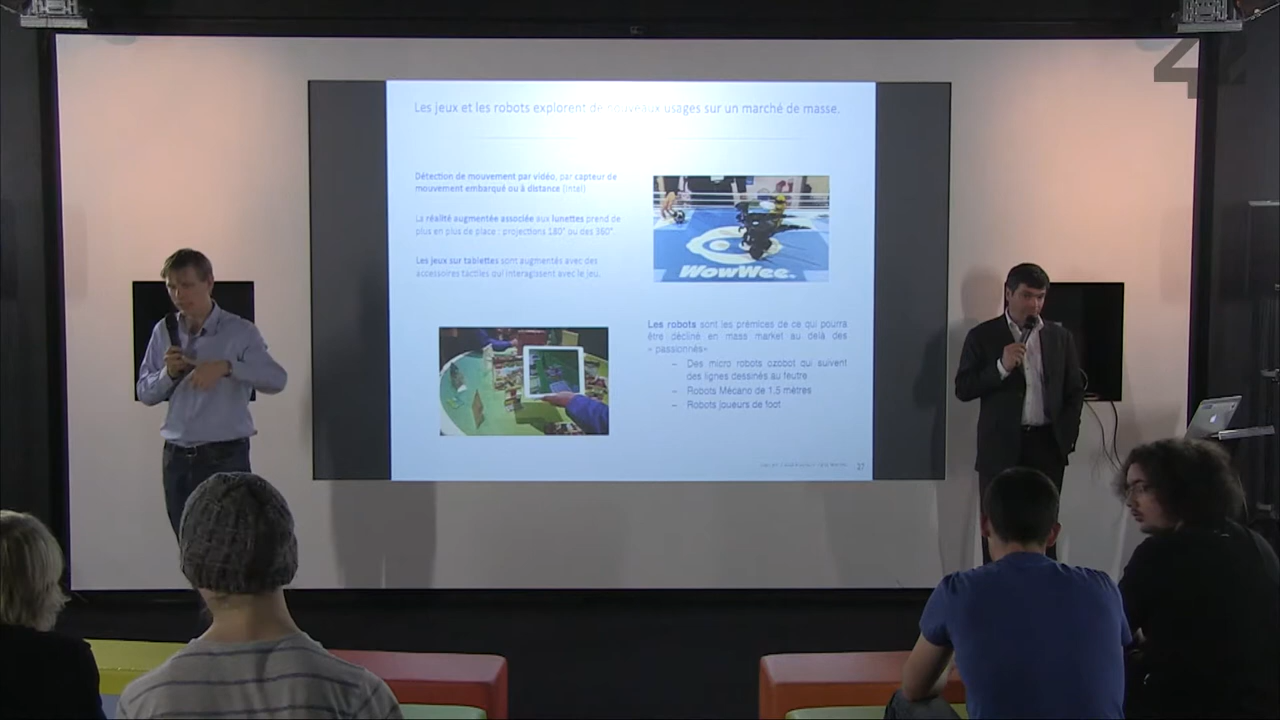 42
Les jeux et les robots explorent de nouveaux usages sur un marché de masse.
Détection de mouvement par vidéo, par capteur de
mouvement embarqué ou à distance (Intel)
La réalité augmentée associée aux lunettes prend de
plus en plus de place : projections 180° ou des 360°.
Les jeux sur tablettes sont augmentés avec des
accessoires tactiles qui interagissent avec le jeu.
WowWee.
Les robots sont les prémices de ce qui pourra
être décliné en mass market au delà des
« passionnés»
– Des micro robots ozobot qui suivent
des lignes dessinés au feutre
– Robots Mécano de 1.5 mètres
– Robots joueurs de foot
27